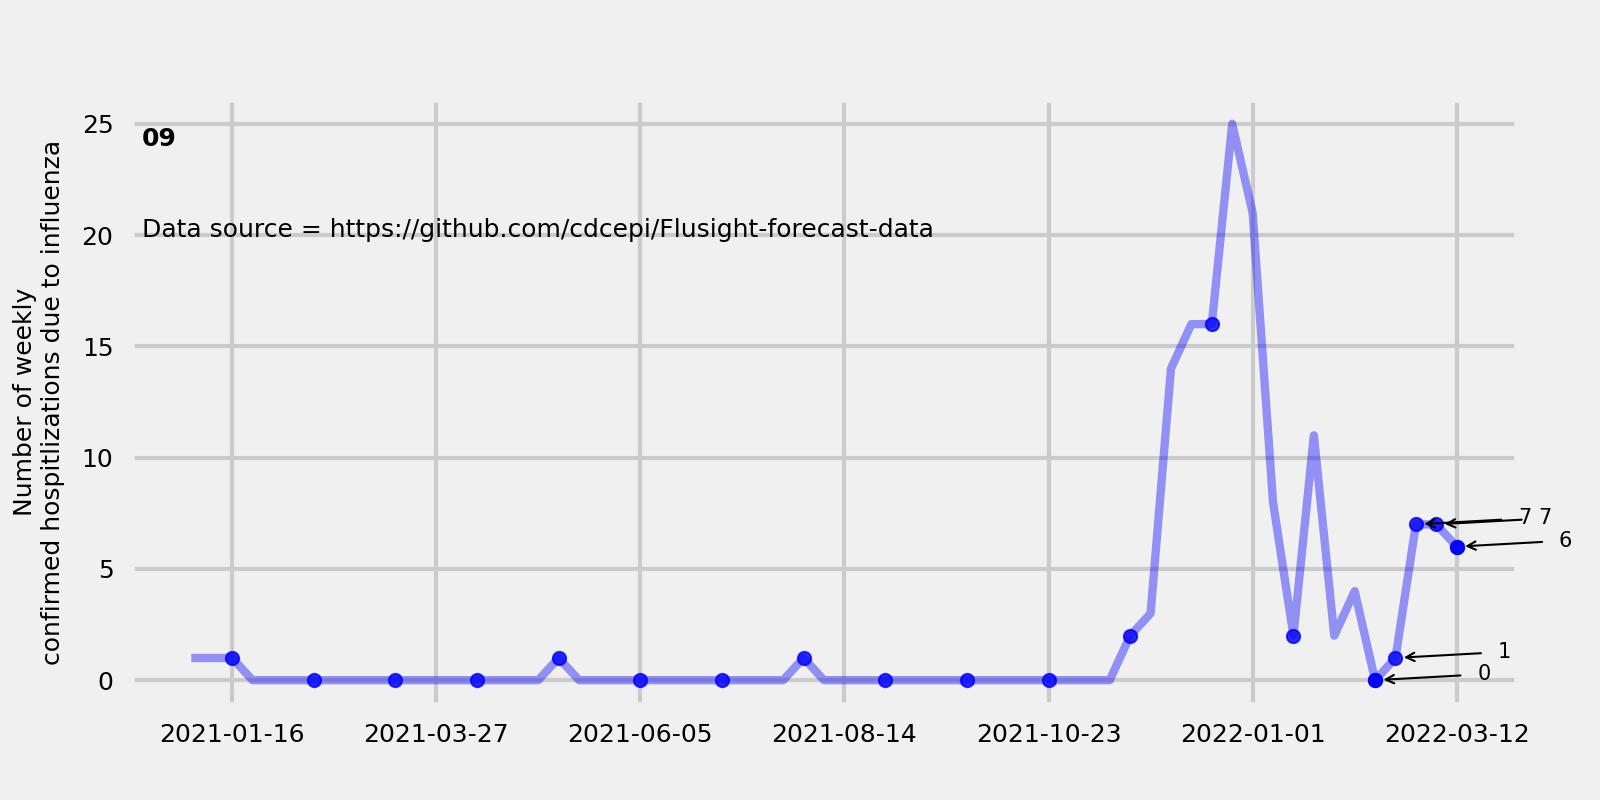 Number of weekly
confirmed hospitlizations due to influenza
25
20
15
10
5
0
09
Data source = https://github.com/cdcepi/Flusight-forecast-data
7 7
6
1
0
2021-01-16 2021-03-27 2021-06-05 2021-08-14 2021-10-23 2022-01-01 2022-03-12